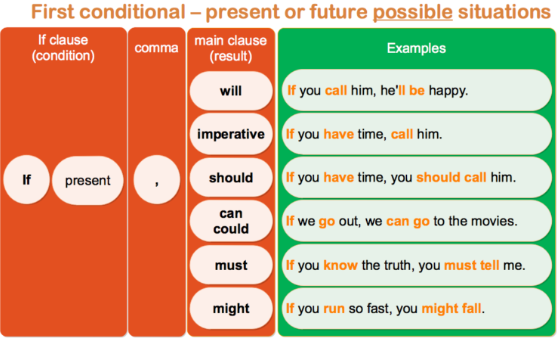 First conditional – present or future possible situations
If clause
(condition)
comma
main clause
(result)
Examples
If
present
,
will
If you call him, he'll be happy.
imperative
If you have time, call him.
should
If you have time, you should call him.
can
could
If we go out, we can go to the movies.
must
If you know the truth, you must tell me.
might
If you run so fast, you might fall.